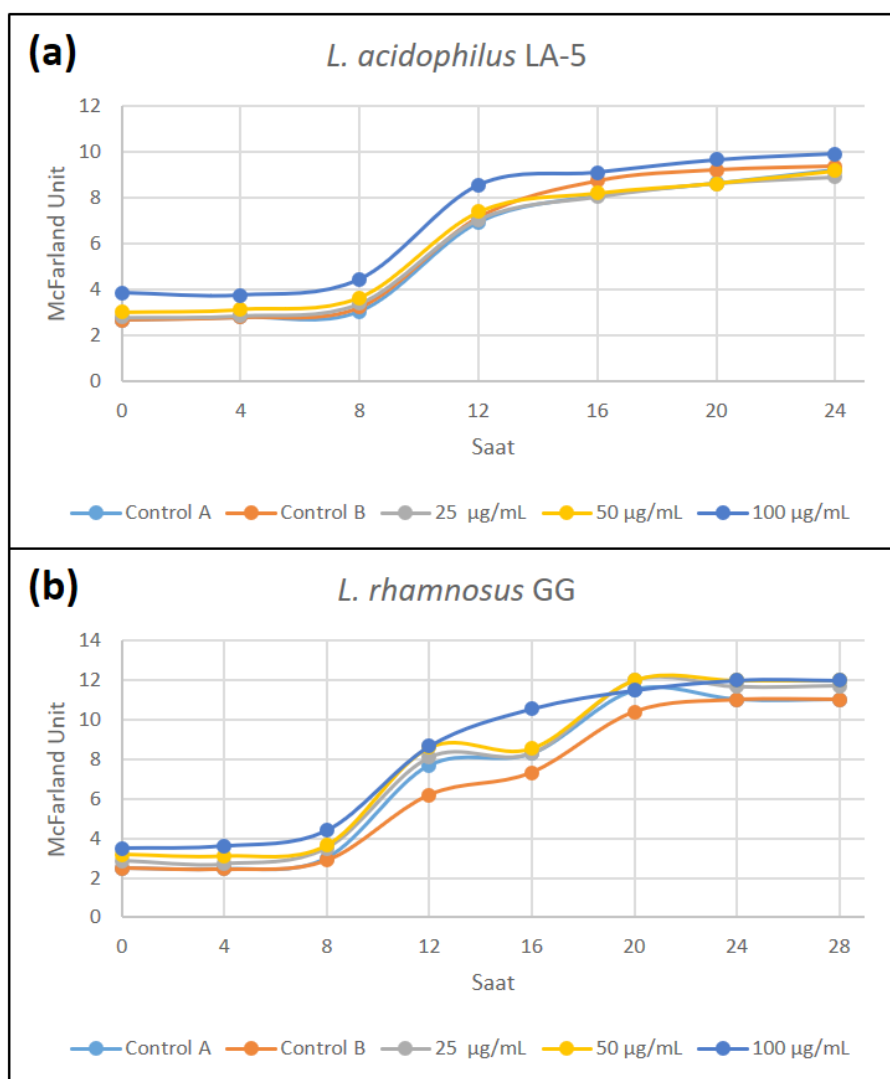 (a)
L. acidophilus LA-5
12
10
8
6
4
2
0
McFarland Unit
0 4 8 12 16 20 24
Saat
Control A Control B 25 µg/mL 50 µg/mL 100 µg/mL
(b)
L. rhamnosus GG
14
12
10
8
6
4
2
0
McFarland Unit
0 4 8 12 16 20 24 28
Saat
Control A Control B 25 µg/mL 50 µg/mL 100 µg/mL